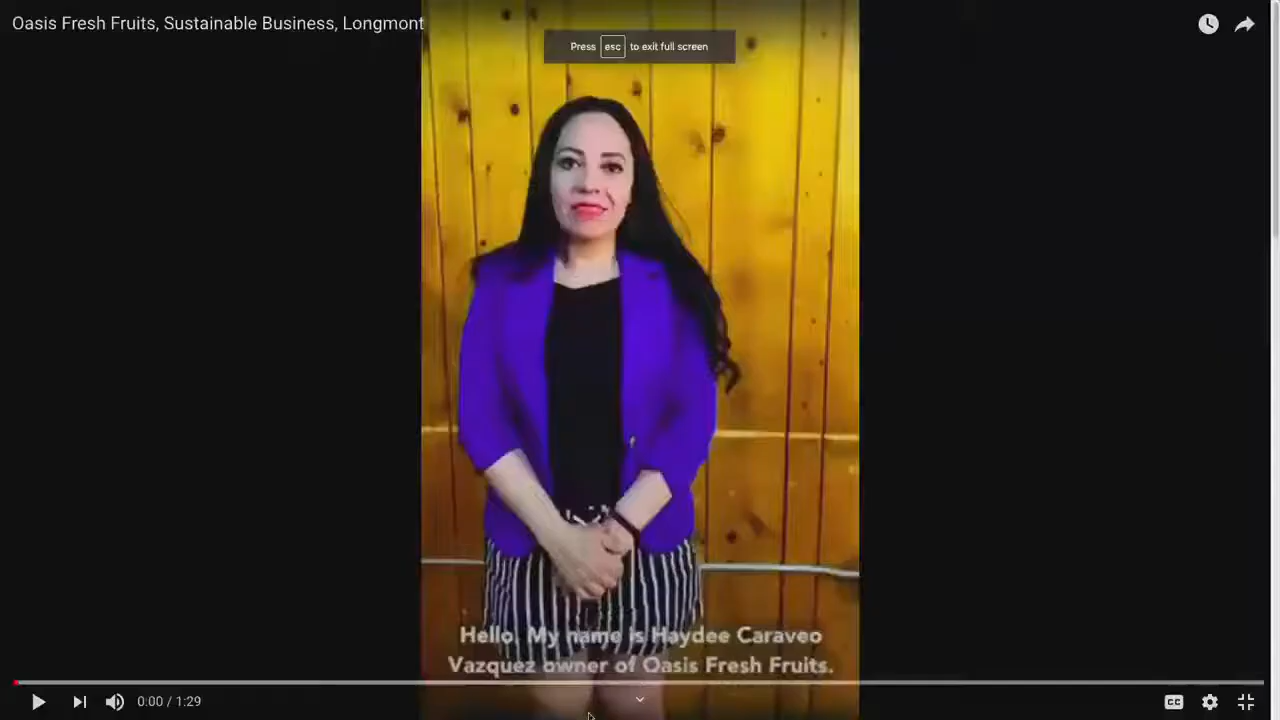 Oasis Fresh Fruits, Sustainable Business, Longmont
Press esc to exit full screen
Hello, My name is Haydee Caraveo
Vazquez owner of Oasis Fresh Fruits.
0:00 / 1:29
CC